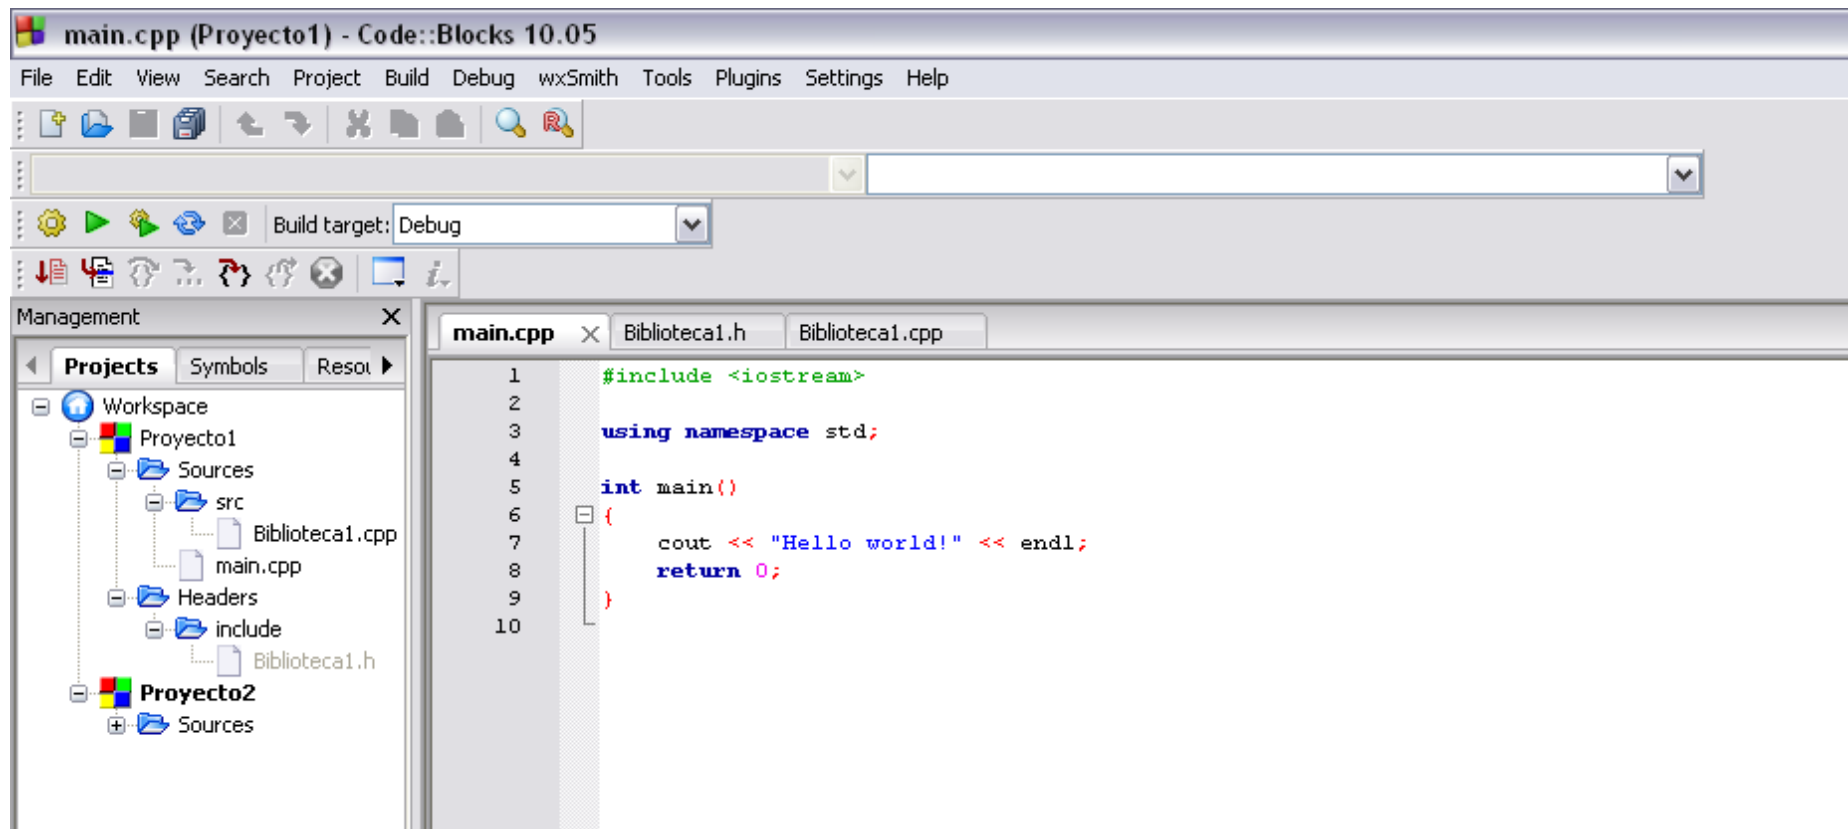 main.cpp (Proyecto1) - Code::Blocks 10.05
File Edit View Search Project Build Debug wxSmith Tools Plugins Settings Help
Build target: Debug
Management
Projects Symbols
main.cpp Biblioteca1.h Biblioteca1.cpp
Workspace
Proyecto1
Sources
src
Biblioteca1.cpp
main.cpp
Headers
include
Biblioteca1.h
Proyecto2
Sources
1 #include <iostream>
2
3 using namespace std;
4
5 int main()
6 {
7 cout << "Hello world!" << endl;
8 return 0;
9 }
10